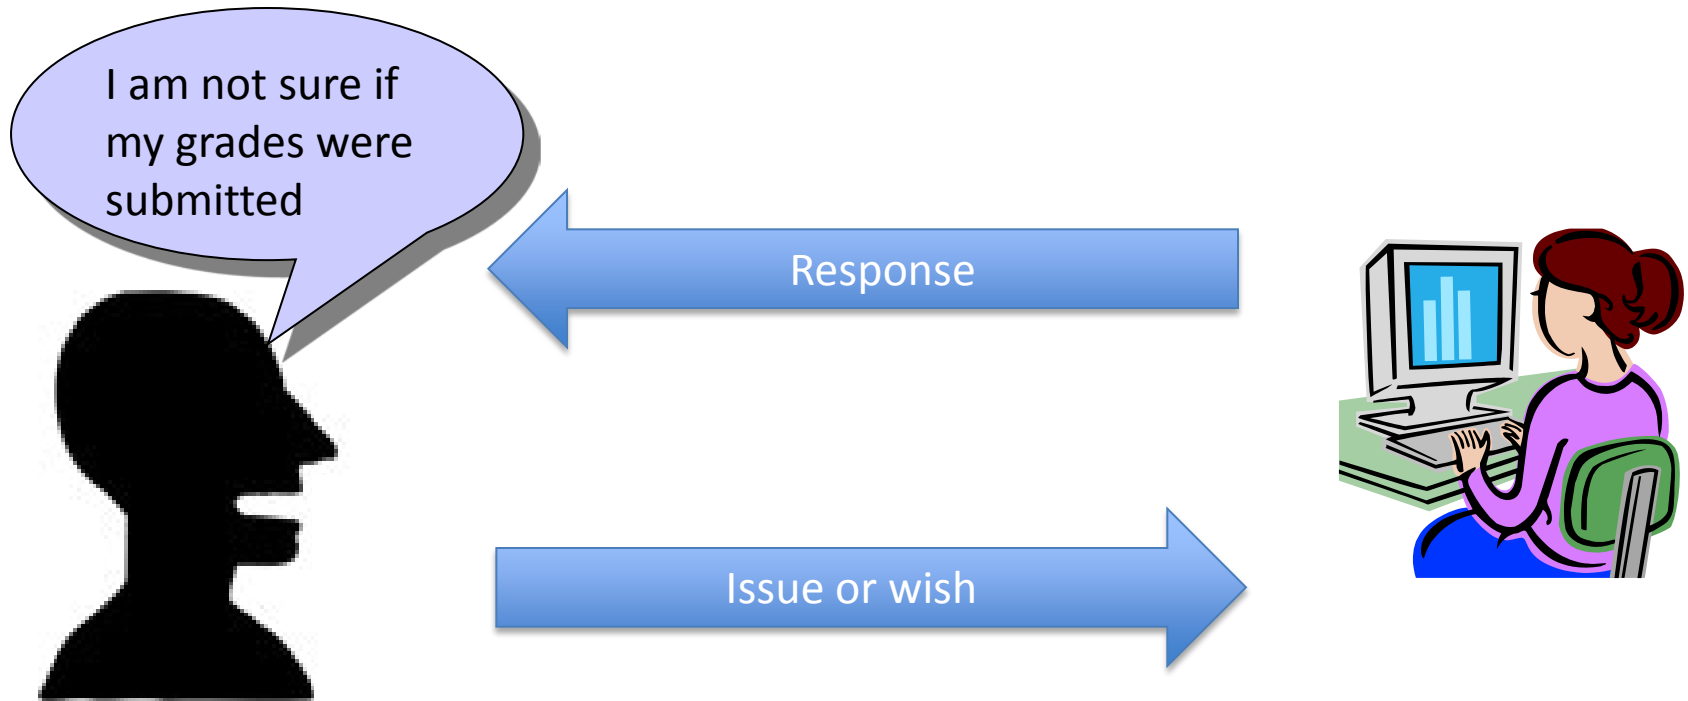 I am not sure if
my grades were
submitted
Response
Issue or wish